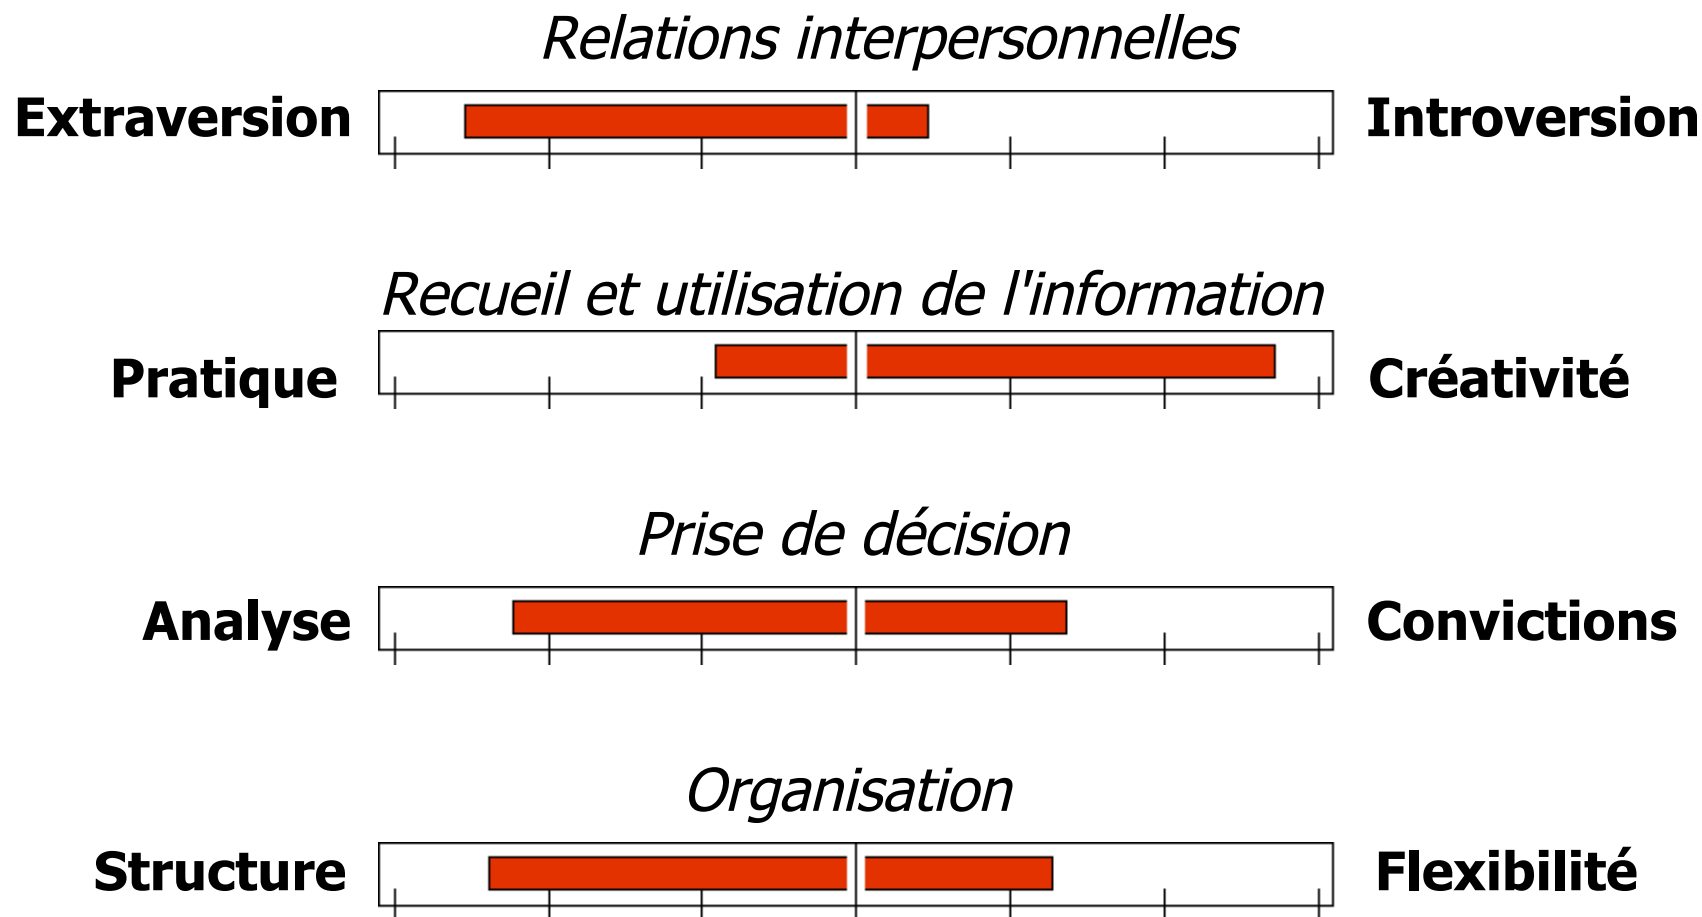 Relations interpersonnelles
Extraversion
Introversion
Recueil et utilisation de l'information
Pratique
Créativité
Prise de décision
Analyse
Convictions
Organisation
Structure
Flexibilité